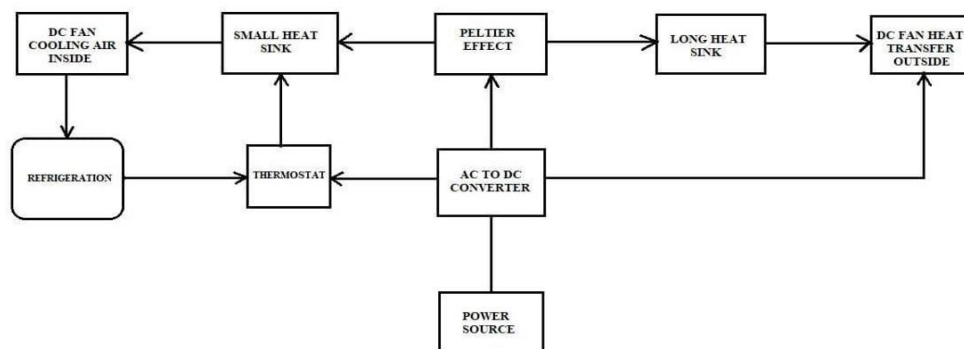 DC FAN
COOLING AIR
INSIDE
SMALL HEAT
SINK
PELTIER
EFFECT
LONG HEAT
SINK
DC FAN HEAT
TRANSFER
OUTSIDE
REFRIGERATION
THERMOSTAT
AC TO DC
CONVERTER
POWER
SOURCE